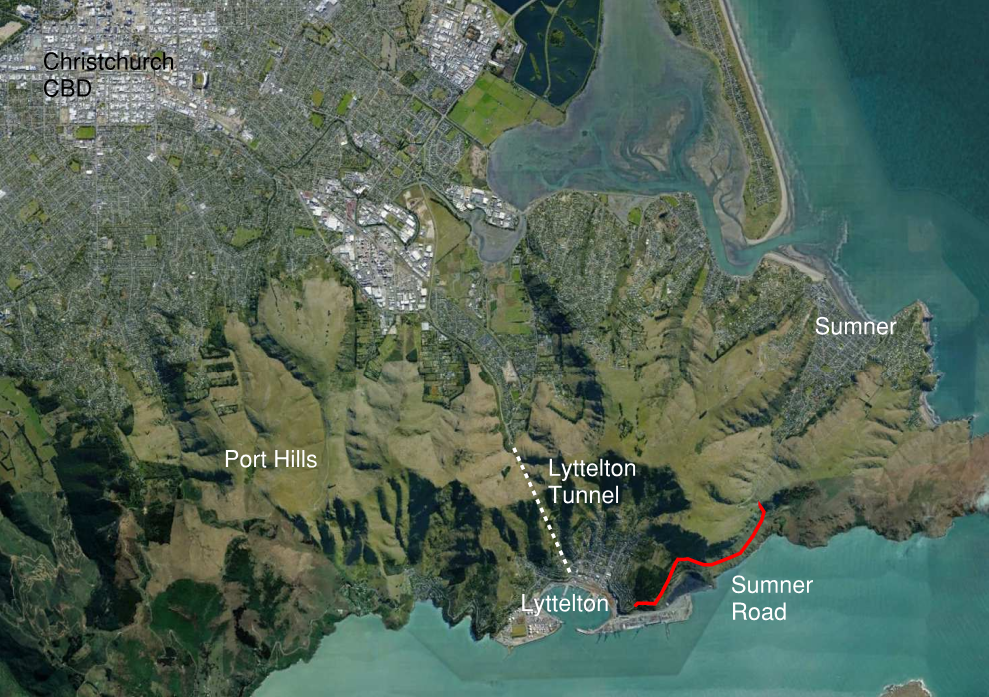 Christchurch
CBD
Sumner
Port Hills
Lyttelton
Tunnel
Lyttelton
Sumner
Road